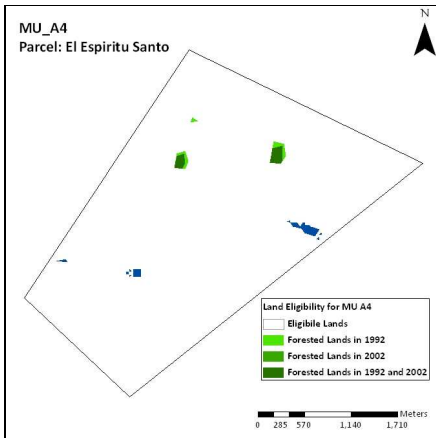 MU_A4
Parcel: El Espiritu Santo
N
Land Eligibility for MU A4
Eligibile Lands
Forested Lands in 1992
Forested Lands in 2002
Forested Lands in 1992 and 2002
Meters
0 285 570 1,140 1,710